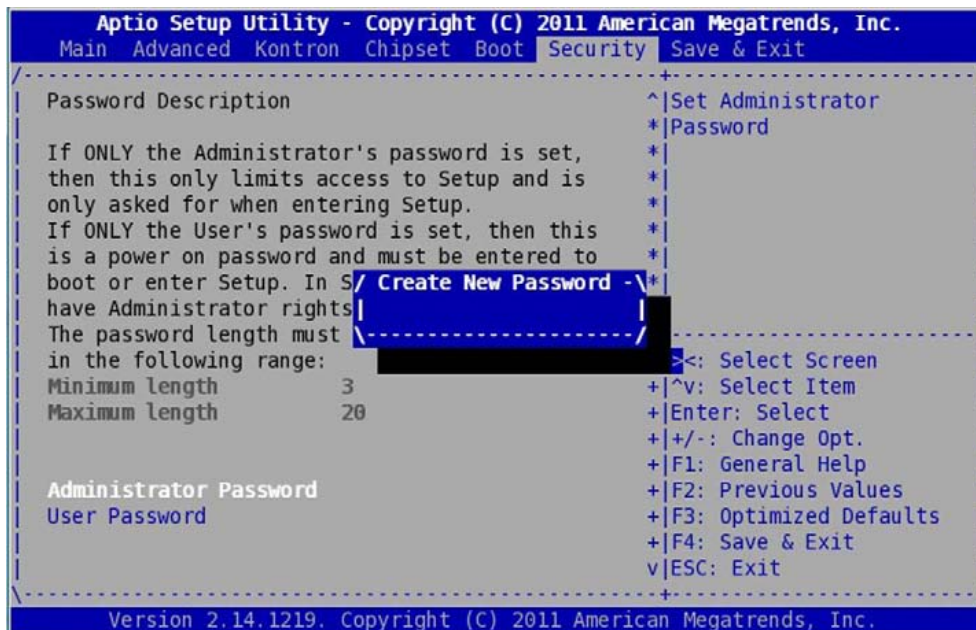 Aptio Setup Utility - Copyright (C) 2011 American Megatrends, Inc.
Main Advanced Kontron Chipset Boot Security Save & Exit
Password Description
If ONLY the Administrator's password is set,
then this only limits access to Setup and is
only asked for when entering Setup.
If ONLY the User's password is set, then this
is a power on password and must be entered to
boot or enter Setup. In S
have Administrator rights
The password length must
in the following range:
Minimum length 3
Maximum length 20
Administrator Password
User Password
Create New Password
Set Administrator
Password
><: Select Screen
^v: Select Item
Enter: Select
+/-: Change Opt.
F1: General Help
F2: Previous Values
F3: Optimized Defaults
F4: Save & Exit
ESC: Exit
Version 2.14.1219. Copyright (C) 2011 American Megatrends, Inc.